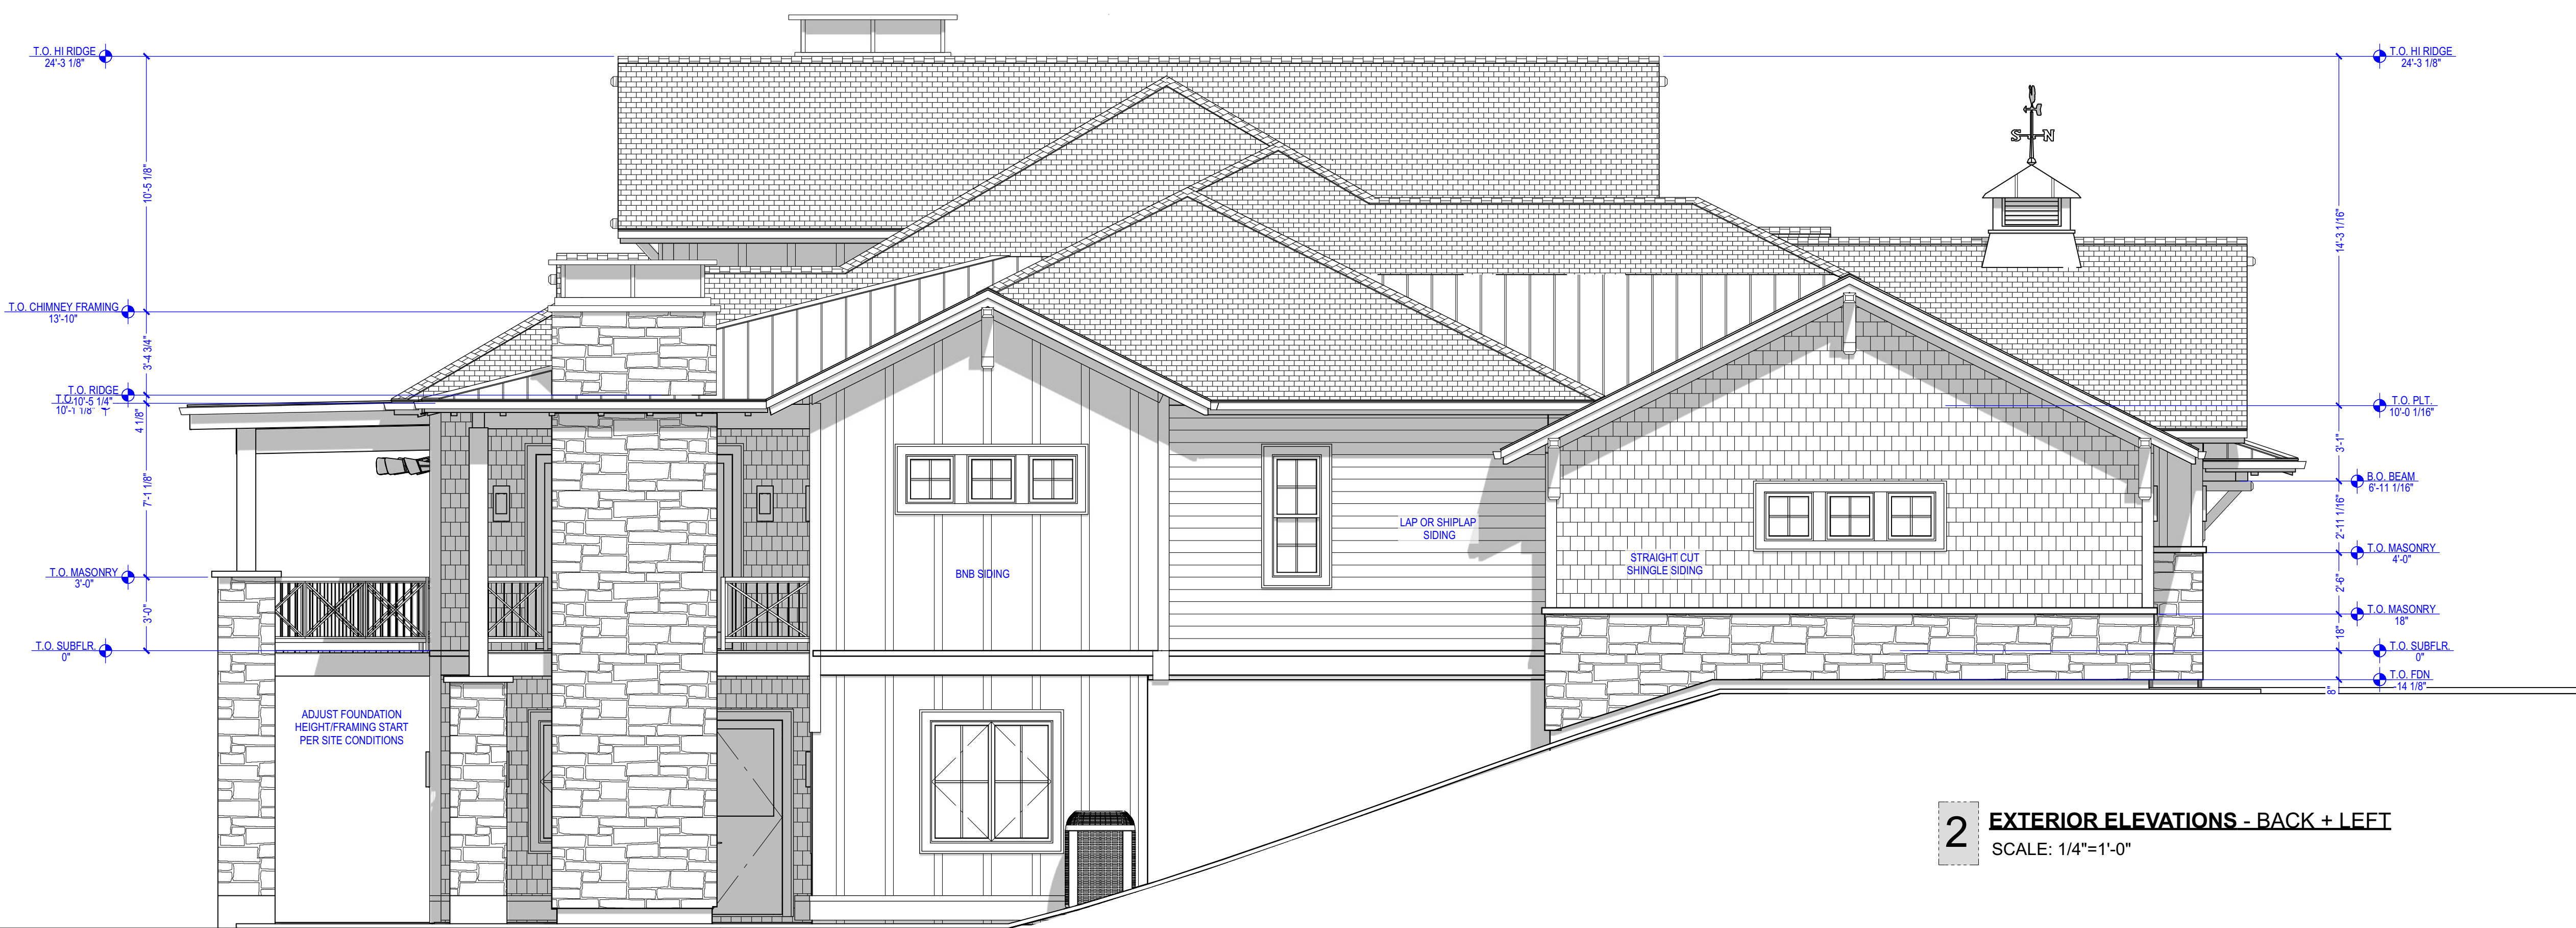 T.O. HI RIDGE
24'-3 1/8"
10'-5 1/8"
T.O. CHIMNEY FRAMING
13'-10"
3'-4 3/4"
T.O. RIDGE
10'-5 1/4"
T.O.
10'-1 1/8"
4 1/8"
7'-1 1/8"
T.O. MASONRY
3'-0"
3'-0"
T.O. SUBFLR.
0"
ADJUST FOUNDATION
HEIGHT/FRAMING START
PER SITE CONDITIONS
BNB SIDING
LAP OR SHIPLAP
SIDING
STRAIGHT CUT
SHINGLE SIDING
S N
T.O. HI RIDGE
24'-3 1/8"
14'-3 1/16"
T.O. PLT.
10'-0 1/16"
3'-1"
B.O. BEAM
6'-11 1/16"
2'-11 1/16"
T.O. MASONRY
4'-0"
2'-6"
T.O. MASONRY
18"
18"
T.O. SUBFLR.
0"
T.O. FDN
14 1/8"
8"
2
EXTERIOR ELEVATIONS - BACK + LEFT
SCALE: 1/4"=1'-0"